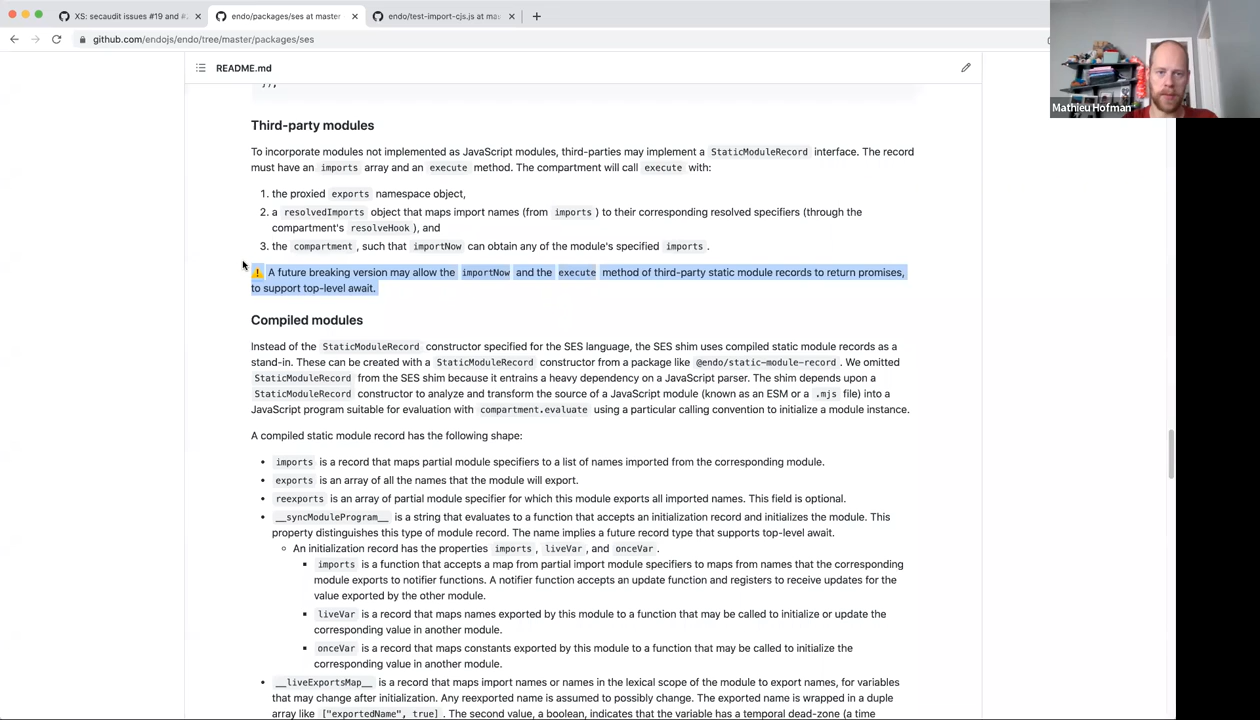 XS: secaudit issues #19 and #
endo/packages/ses at master
endo/test-import-cjs.js at ma
github.com/endojs/endo/tree/master/packages/ses
Mathieu Hofman
README.md
});
Third-party modules
To incorporate modules not implemented as JavaScript modules, third-parties may implement a StaticModuleRecord interface. The record
must have an imports array and an execute method. The compartment will call execute with:
1. the proxied exports namespace object,
2. a resolvedImports object that maps import names (from imports ) to their corresponding resolved specifiers (through the
compartment's resolveHook ), and
3. the compartment , such that importNow can obtain any of the module's specified imports .
⚠️ A future breaking version may allow the importNow and the execute method of third-party static module records to return promises,
to support top-level await.
Compiled modules
Instead of the StaticModuleRecord constructor specified for the SES language, the SES shim uses compiled static module records as a
stand-in. These can be created with a StaticModuleRecord constructor from a package like @endo/static-module-record . We omitted
StaticModuleRecord from the SES shim because it entrains a heavy dependency on a JavaScript parser. The shim depends upon a
StaticModuleRecord constructor to analyze and transform the source of a JavaScript module (known as an ESM or a .mjs file) into a
JavaScript program suitable for evaluation with compartment.evaluate using a particular calling convention to initialize a module instance.
A compiled static module record has the following shape:
• imports is a record that maps partial module specifiers to a list of names imported from the corresponding module.
• exports is an array of all the names that the module will export.
• reexports is an array of partial module specifier for which this module exports all imported names. This field is optional.
• __syncModuleProgram__ is a string that evaluates to a function that accepts an initialization record and initializes the module. This
property distinguishes this type of module record. The name implies a future record type that supports top-level await.
◦ An initialization record has the properties imports , liveVar , and onceVar .
▪ imports is a function that accepts a map from partial import module specifiers to maps from names that the corresponding
module exports to notifier functions. A notifier function accepts an update function and registers to receive updates for the
value exported by the other module.
▪ liveVar is a record that maps names exported by this module to a function that may be called to initialize or update the
corresponding value in another module.
▪ onceVar is a record that maps constants exported by this module to a function that may be called to initialize the
corresponding value in another module.
• __liveExportsMap__ is a record that maps import names or names in the lexical scope of the module to export names, for variables
that may change after initialization. Any reexported name is assumed to possibly change. The exported name is wrapped in a duple
array like ["exportedName", true] . The second value, a boolean, indicates that the variable has a temporal dead-zone (a time